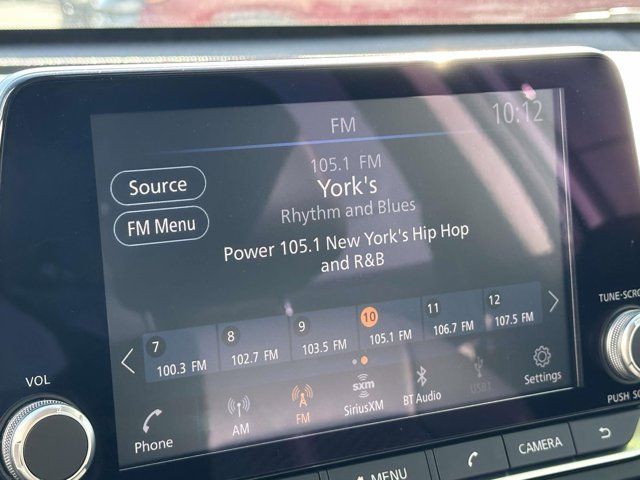 FM
10:12
105.1 FM
York's
Rhythm and Blues
Source
FM Menu
Power 105.1 New York's Hip Hop
and R&B
7 8 9 10 11 12
100.3 FM 102.7 FM 103.5 FM 105.1 FM 106.7 FM 107.5 FM
Phone AM FM SiriusXM BT Audio USB1 Settings
sxm
VOL
TUNE-SCRO
PUSH SO
MENU
CAMERA